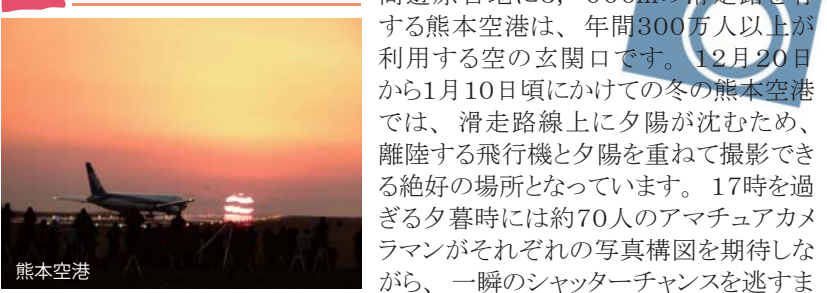 する熊本空港は、年間300万人以上が
利用する空の玄関口です。12月20日
から1月10日頃にかけての冬の熊本空港
では、滑走路線上に夕陽が沈むため、
離陸する飛行機と夕陽を重ねて撮影でき
る絶好の場所となっています。17時を過
ぎる夕暮時には約70人のアマチュアカメ
ラマンがそれぞれの写真構図を期待しな
がら、一瞬のシャッターチャンスを逃すま
熊本空港